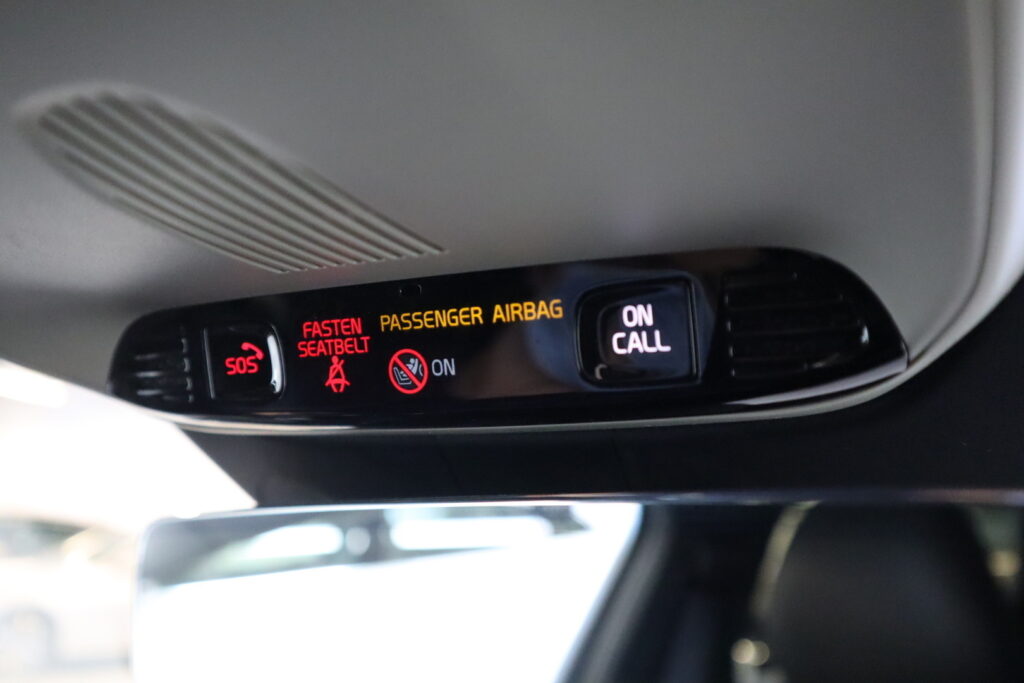 SOS
FASTEN
SEATBELT
PASSENGER AIRBAG
ON
ON
CALL